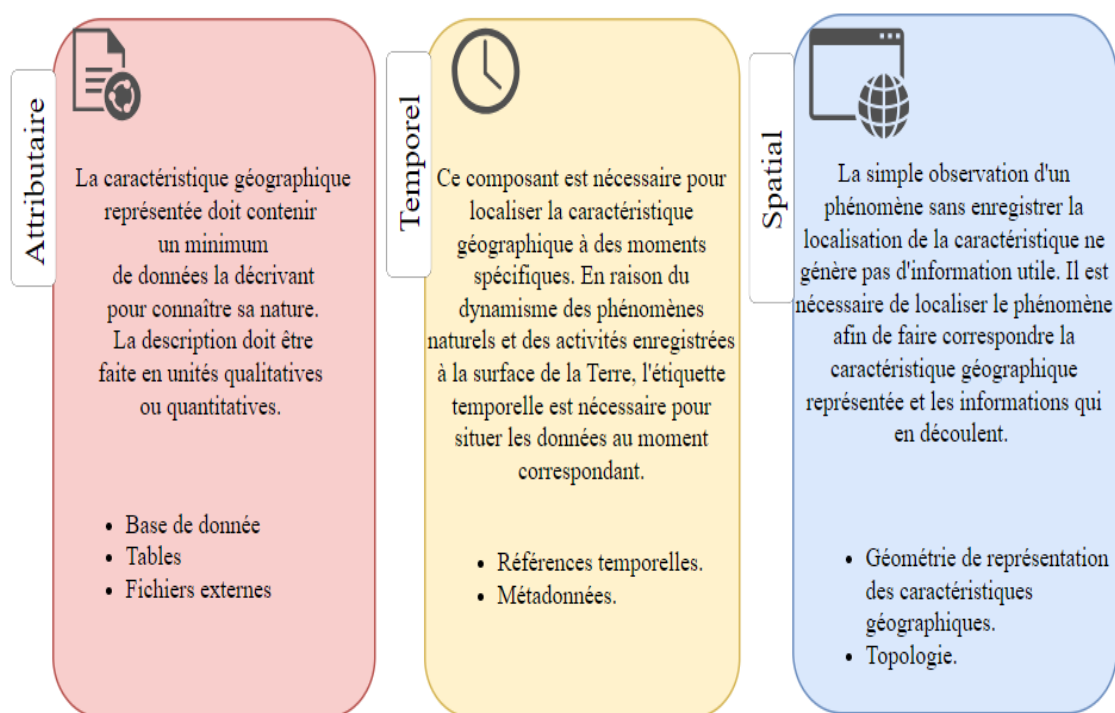 Attributaire
La caractéristique géographique
représentée doit contenir
un minimum
de données la décrivant
pour connaître sa nature.
La description doit être
faite en unités qualitatives
ou quantitatives.
• Base de donnée
• Tables
• Fichiers externes
Temporel
Ce composant est nécessaire pour
localiser la caractéristique
géographique à des moments
spécifiques. En raison du
dynamisme des phénomènes
naturels et des activités enregistrées
à la surface de la Terre, l'étiquette
temporelle est nécessaire pour
situer les données au moment
correspondant.
• Références temporelles.
• Métadonnées.
Spatial
La simple observation d'un
phénomène sans enregistrer la
localisation de la caractéristique ne
génère pas d'information utile. Il est
nécessaire de localiser le phénomène
afin de faire correspondre la
caractéristique géographique
représentée et les informations qui
en découlent.
• Géométrie de représentation
des caractéristiques
géographiques.
• Topologie.